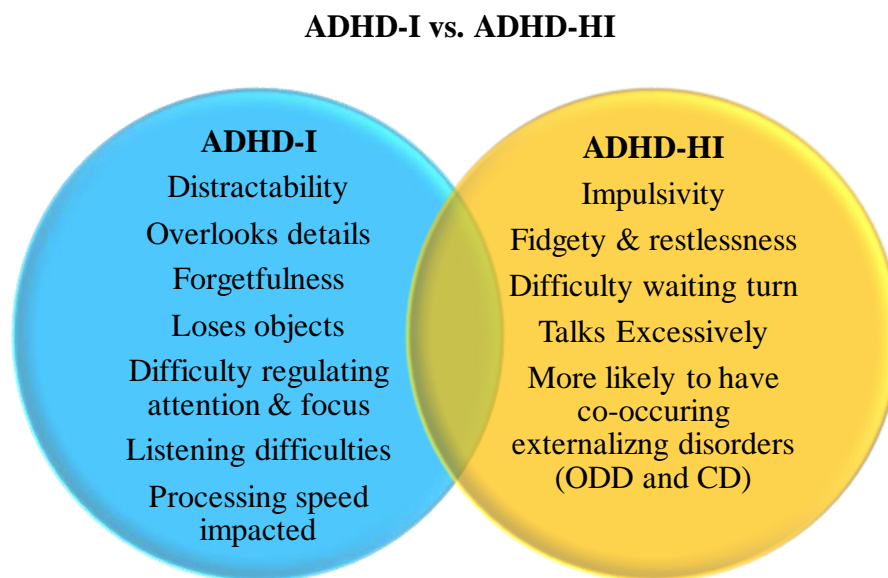 ADHD-I vs. ADHD-HI
ADHD-I
Distractability
Overlooks details
Forgetfulness
Loses objects
Difficulty regulating
attention & focus
Listening difficulties
Processing speed
impacted
ADHD-HI
Impulsivity
Fidgety & restlessness
Difficulty waiting turn
Talks Excessively
More likely to have
co-occuring
externalizng disorders
(ODD and CD)